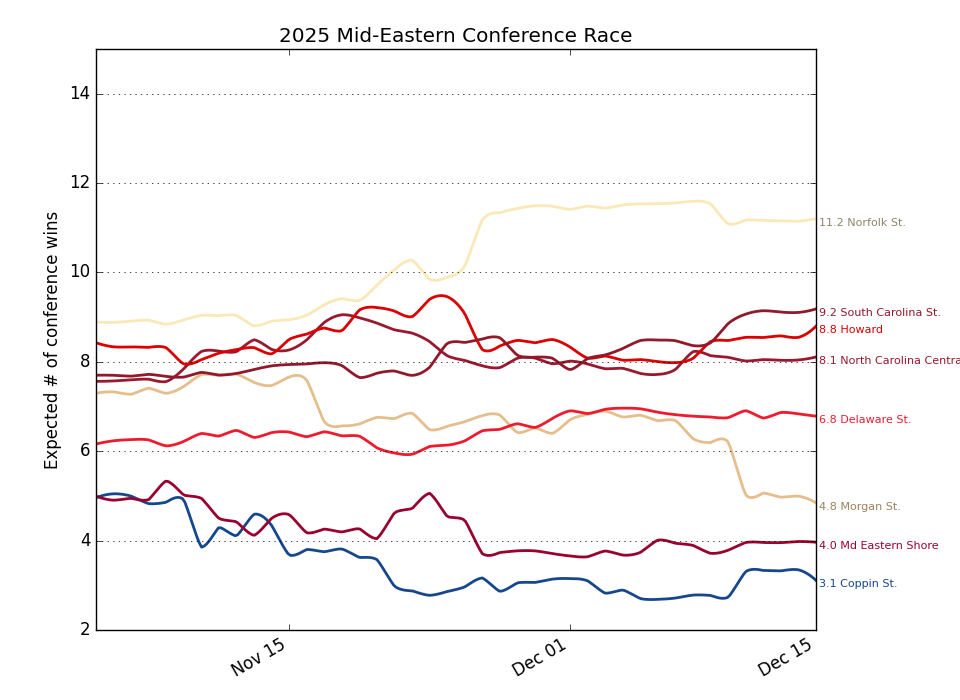 2025 Mid-Eastern Conference Race
Expected # of conference wins
14
12
10
8
6
4
2
Nov 15
Dec 01
Dec 15
11.2 Norfolk St.
9.2 South Carolina St.
8.8 Howard
8.1 North Carolina Centra
6.8 Delaware St.
4.8 Morgan St.
4.0 Md Eastern Shore
3.1 Coppin St.